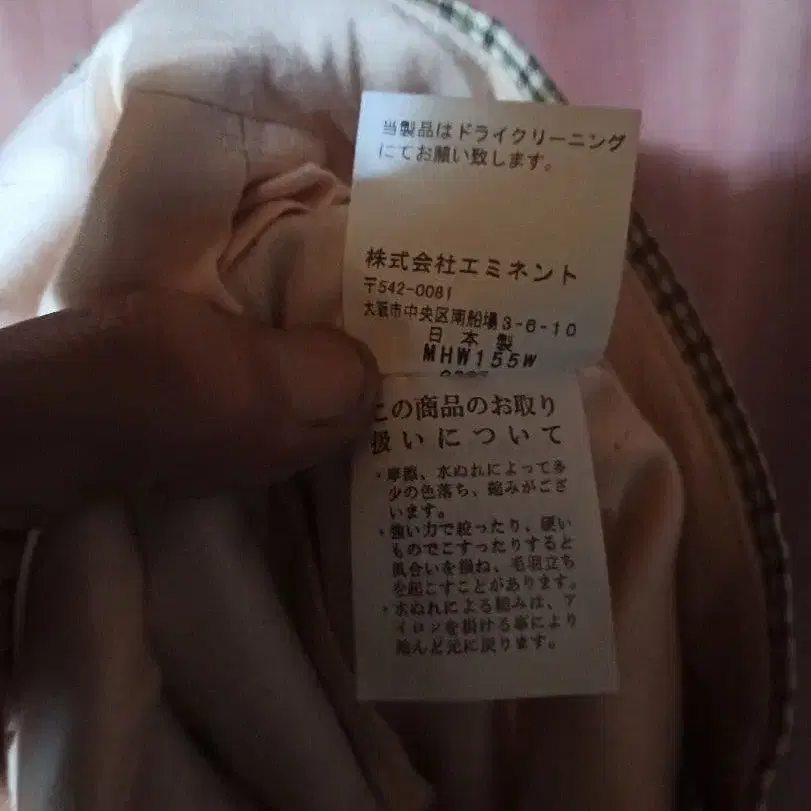 当製品はドライクリーニング
にてお願い致します。
株式会社エミネント
〒542-0081
大阪市中央区南船場3-6-10
日本製
MHW155W
この商品のお取り
扱いについて
・摩擦、水ぬれによって多
少の色落ち、縮みがござ
います。
・強い力で絞ったり、硬い
ものでこすったりすると
風合いを損ね、毛羽立ち
を起こすことがあります。
・水ぬれによる縮みは、ア
イロンを掛ける事により
殆んど元に戻ります。